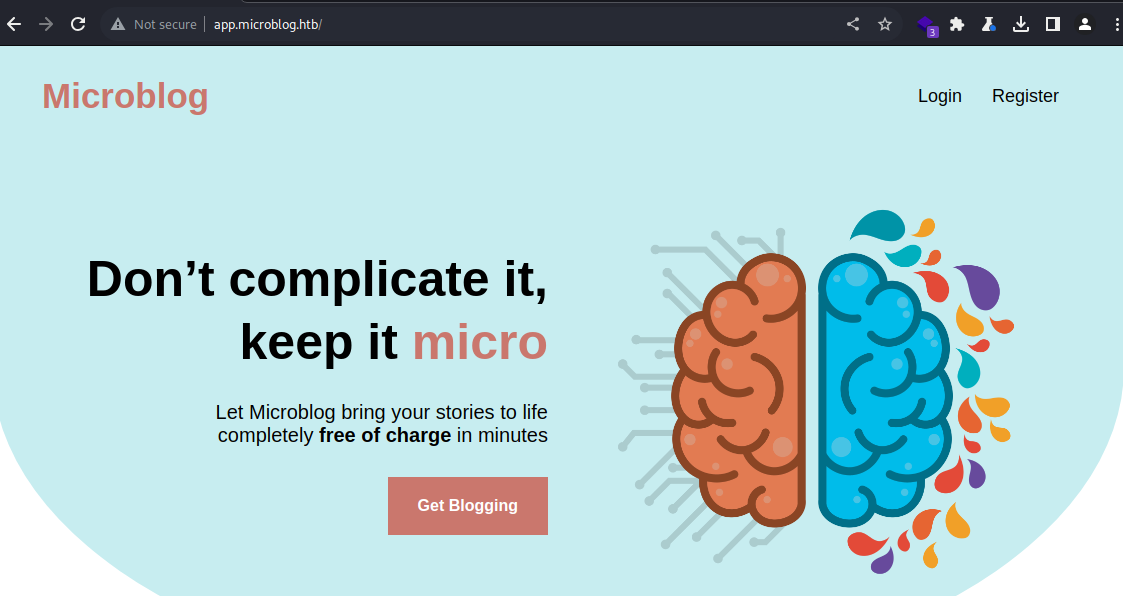 Not secure app.microblog.htb/
3
Microblog
Login Register
Don’t complicate it,
keep it micro
Let Microblog bring your stories to life
completely free of charge in minutes
Get Blogging